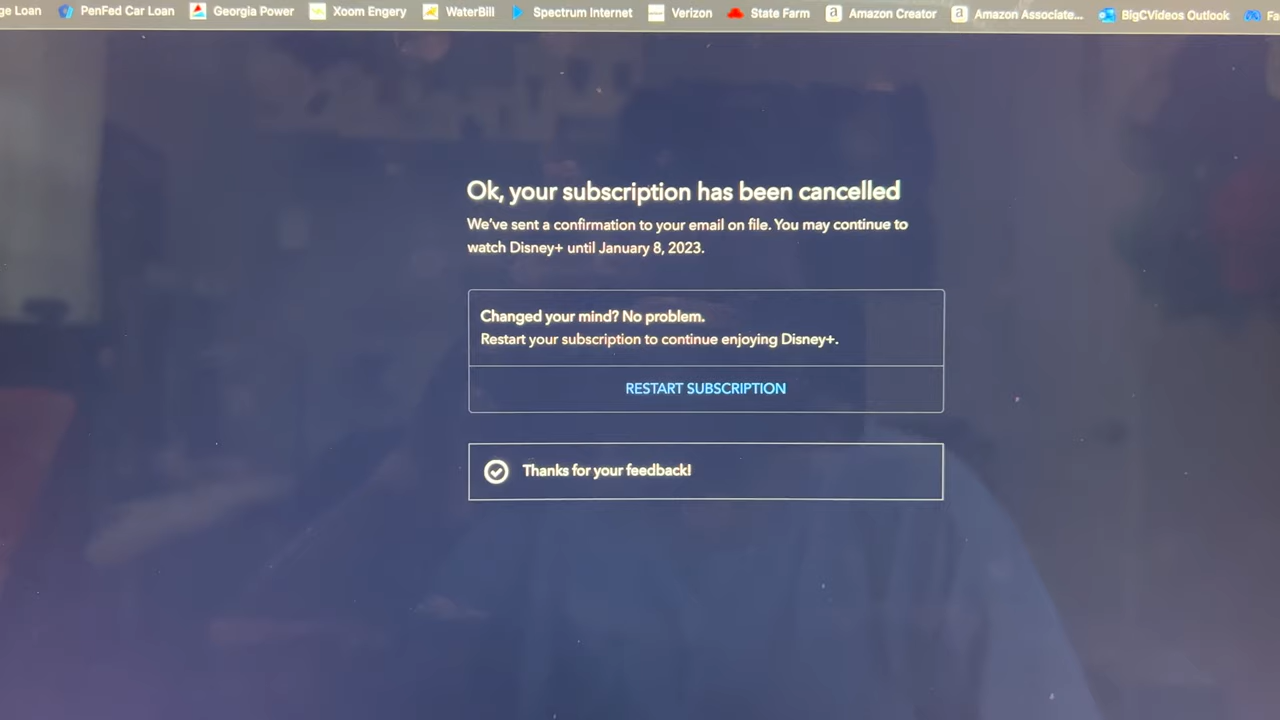 ge Loan PenFed Car Loan Georgia Power Xoom Engery WaterBill Spectrum Internet Verizon State Farm a Amazon Creator a Amazon Associate... BigCVideos Outlook Fa
Ok, your subscription has been cancelled
We've sent a confirmation to your email on file. You may continue to
watch Disney+ until January 8, 2023.
Changed your mind? No problem.
Restart your subscription to continue enjoying Disney+.
RESTART SUBSCRIPTION
Thanks for your feedback!